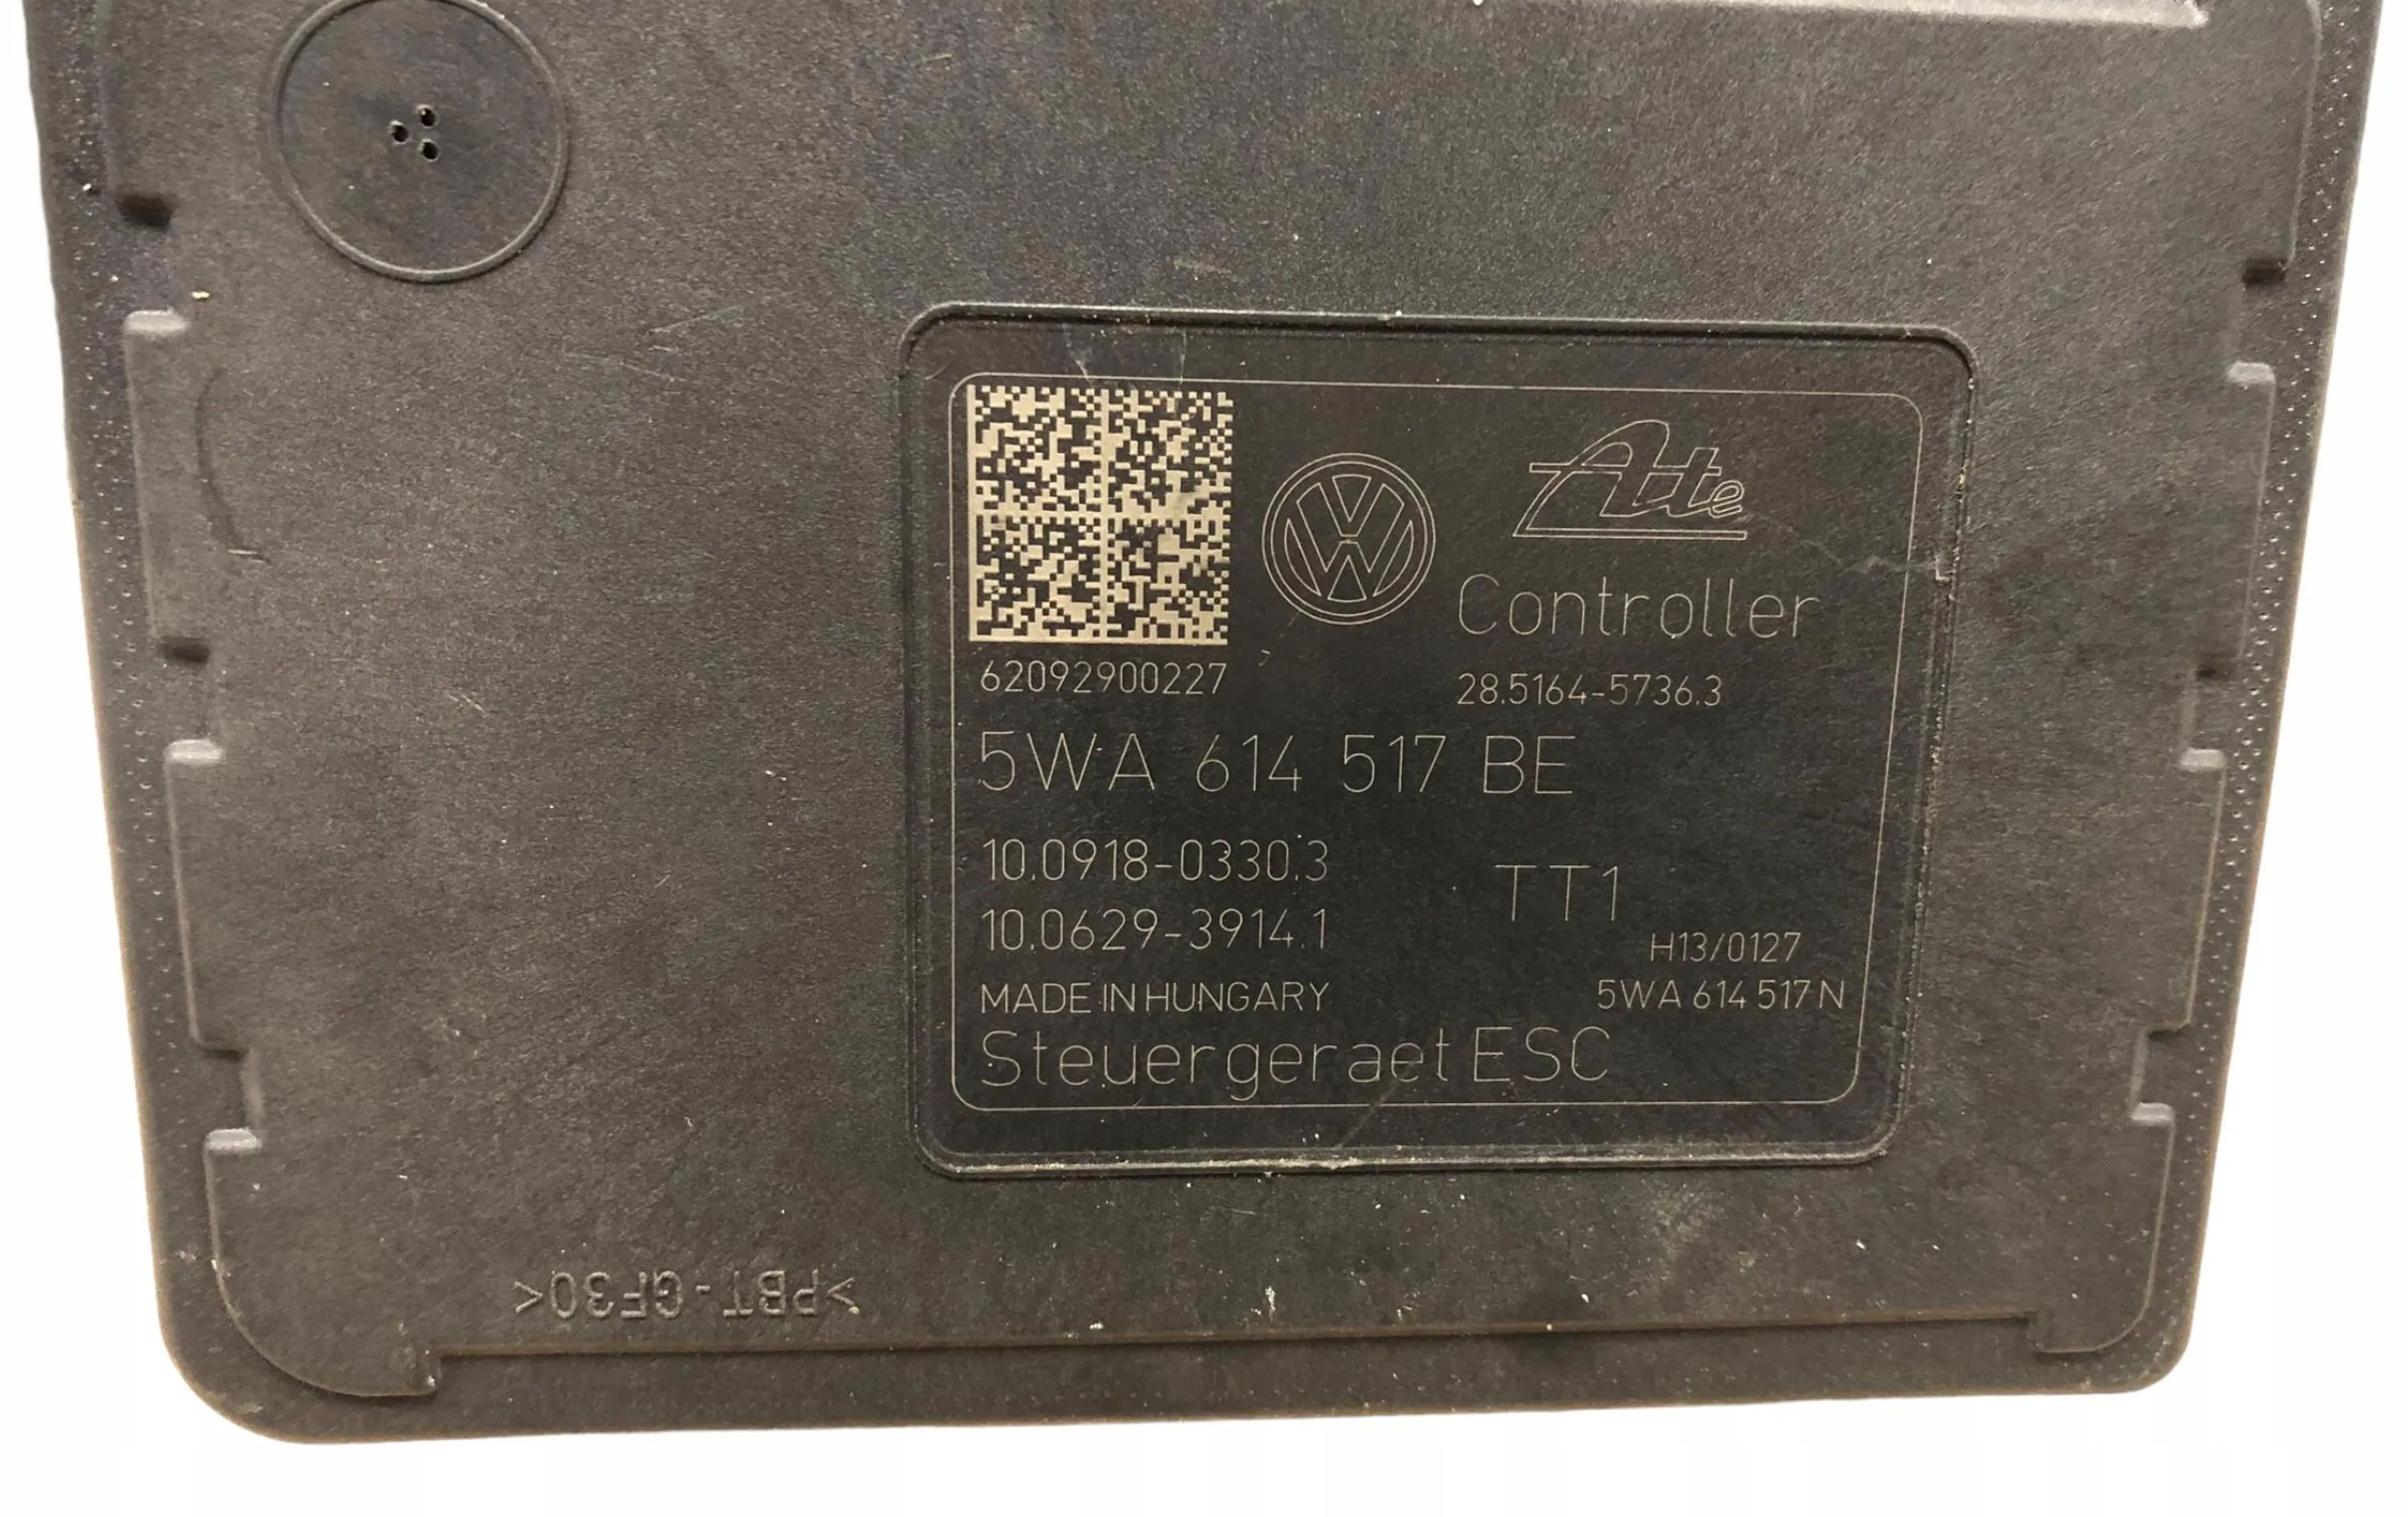 Ate
Controller
62092900227
28.5164-5736.3
5WA 614 517 BE
10.0918-0330.3
TT1
10.0629-3914.1
H13/0127
MADE IN HUNGARY
5WA 614 517 N
Steuergeraet ESC
>PBT-GF30<